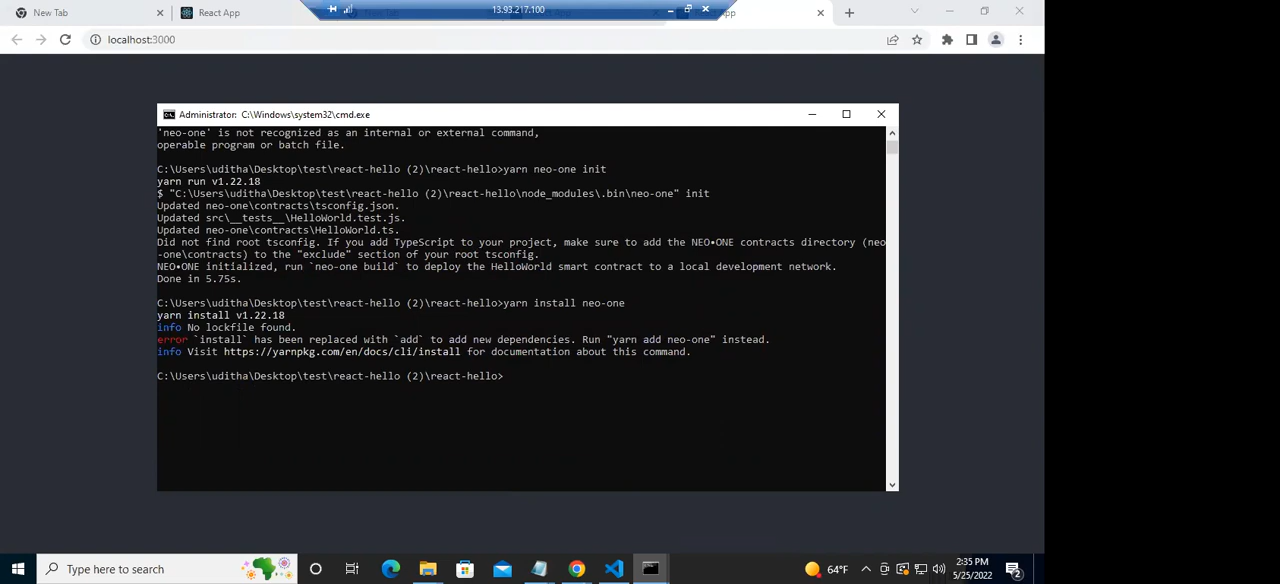 New Tab
React App
13.93.217.100
localhost:3000
Administrator: C:\Windows\system32\cmd.exe
'neo-one' is not recognized as an internal or external command,
operable program or batch file.
C:\Users\uditha\Desktop\test\react-hello (2)\react-hello>yarn neo-one init
yarn run v1.22.18
$ "C:\Users\uditha\Desktop\test\react-hello (2)\react-hello\node_modules\.bin\neo-one" init
Updated neo-one\contracts\tsconfig.json.
Updated src\__tests__\HelloWorld.test.js.
Updated neo-one\contracts\HelloWorld.ts.
Did not find root tsconfig. If you add TypeScript to your project, make sure to add the NEO•ONE contracts directory (neo
-one\contracts) to the "exclude" section of your root tsconfig.
NEO•ONE initialized, run `neo-one build` to deploy the HelloWorld smart contract to a local development network.
Done in 5.75s.
C:\Users\uditha\Desktop\test\react-hello (2)\react-hello>yarn install neo-one
yarn install v1.22.18
info No lockfile found.
error `install` has been replaced with `add` to add new dependencies. Run "yarn add neo-one" instead.
info Visit https://yarnpkg.com/en/docs/cli/install for documentation about this command.
C:\Users\uditha\Desktop\test\react-hello (2)\react-hello>
Type here to search
64°F
2:35 PM
5/25/2022
2